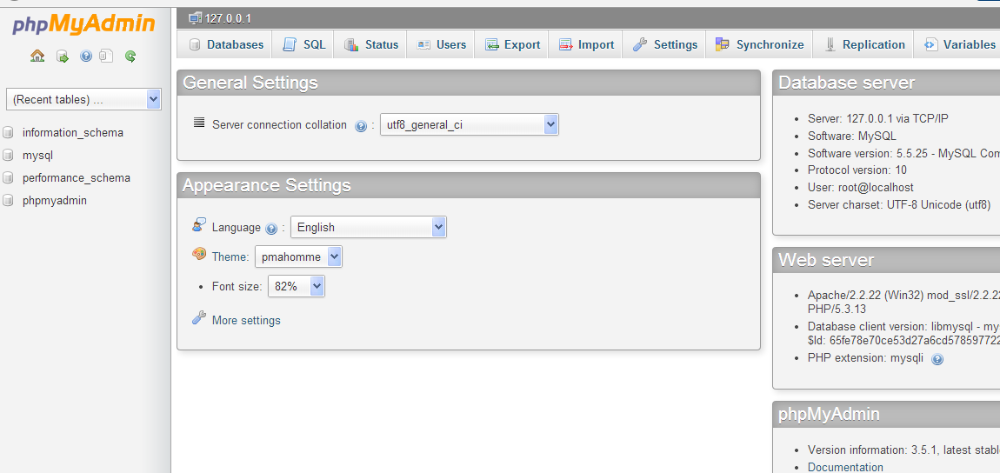 phpMyAdmin
(Recent tables) ...
information_schema
mysql
performance_schema
phpmyadmin
127.0.0.1
Databases SQL Status Users Export Import Settings Synchronize Replication Variables
General Settings
Server connection collation :
utf8_general_ci
Appearance Settings
Language : English
Theme: pmahomme
Font size: 82%
More settings
Database server
Server: 127.0.0.1 via TCP/IP
Software: MySQL
Software version: 5.5.25 - MySQL Com
Protocol version: 10
User: root@localhost
Server charset: UTF-8 Unicode (utf8)
Web server
Apache/2.2.22 (Win32) mod_ssl/2.2.22
PHP/5.3.13
Database client version: libmysql - mys
$Id: 65fe78e70ce53d27a6cd578597722
PHP extension: mysqli
phpMyAdmin
Version information: 3.5.1, latest stabl
Documentation